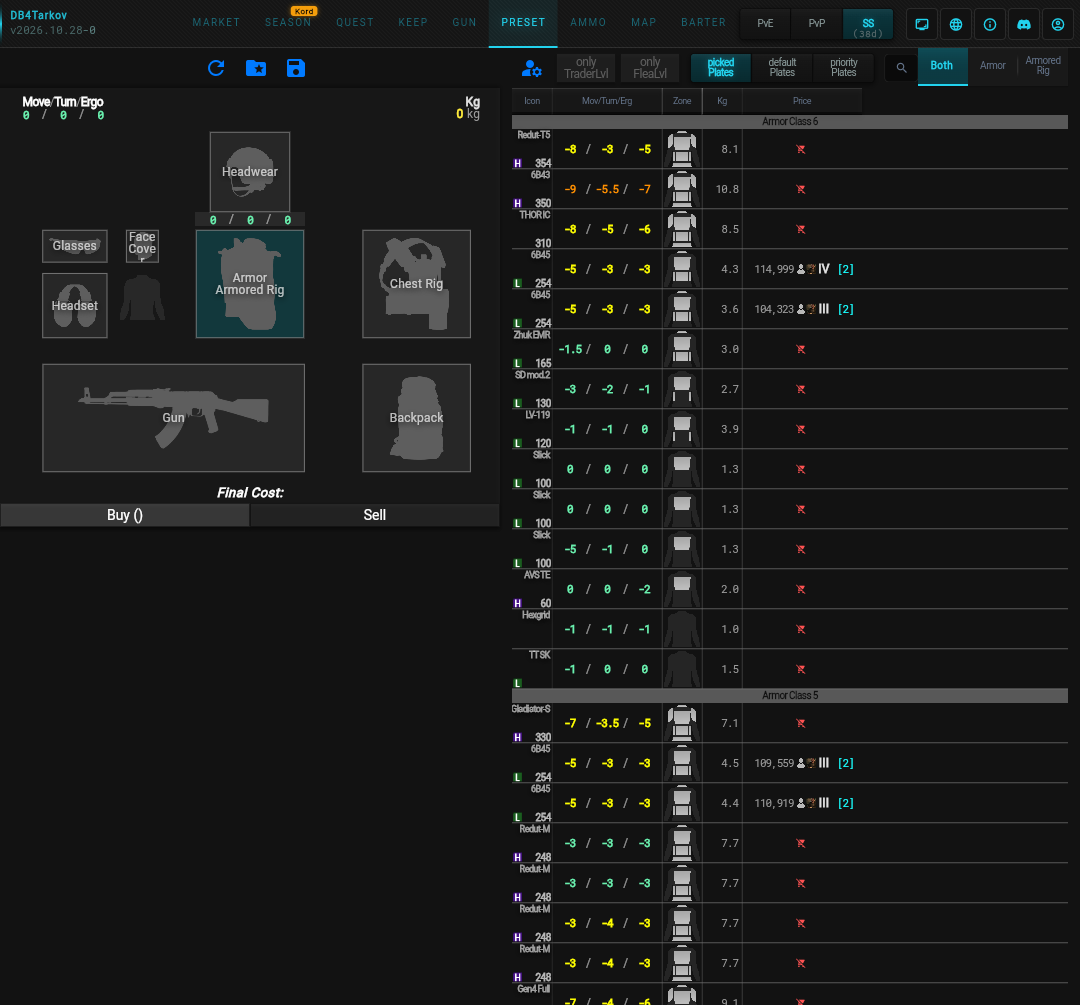 DB4Tarkov
v2026.10.28-0
MARKET
SEASON
Kord
QUEST
KEEP
GUN
PRESET
AMMO
MAP
BARTER
PvE
PvP
SS
(38d)
only
TraderLvl
only
FleaLvl
picked
Plates
default
Plates
priority
Plates
Both
Armor
Armored
Rig
Move/Turn/Ergo
0 / 0 / 0
Kg
0 kg
Headwear
0 / 0 / 0
Glasses
Face
Cove
r
Armor
Armored Rig
Chest Rig
Headset
Gun
Backpack
Final Cost:
Buy ()
Sell
Icon Mov/Turn/Erg Zone Kg Price
Armor Class 6
Redut-T5
H 354 -8 / -3 / -5 8.1
6B43
H 350 -9 / -5.5 / -7 10.8
THORIC
310 -8 / -5 / -6 8.5
6B45
L 254 -5 / -3 / -3 4.3 114,999 IV [2]
6B45
L 254 -5 / -3 / -3 3.6 104,323 III [2]
Zhuk EMR
L 165 -1.5 / 0 / 0 3.0
SD mod.2
L 130 -3 / -2 / -1 2.7
LV-119
L 120 -1 / -1 / 0 3.9
Slick
L 100 0 / 0 / 0 1.3
Slick
L 100 0 / 0 / 0 1.3
Slick
L 100 -5 / -1 / 0 1.3
AVS TE
H 60 0 / 0 / -2 2.0
Hexgrid
-1 / -1 / -1 1.0
TT SK
L -1 / 0 / 0 1.5
Armor Class 5
Gladiator-S
H 330 -7 / -3.5 / -5 7.1
6B45
L 254 -5 / -3 / -3 4.5 109,559 III [2]
6B45
L 254 -5 / -3 / -3 4.4 110,919 III [2]
Redut-M
H 248 -3 / -3 / -3 7.7
Redut-M
H 248 -3 / -3 / -3 7.7
Redut-M
H 248 -3 / -4 / -3 7.7
Redut-M
H 248 -3 / -4 / -3 7.7
Gen4 Full
-7 / -4 / -6 9.1